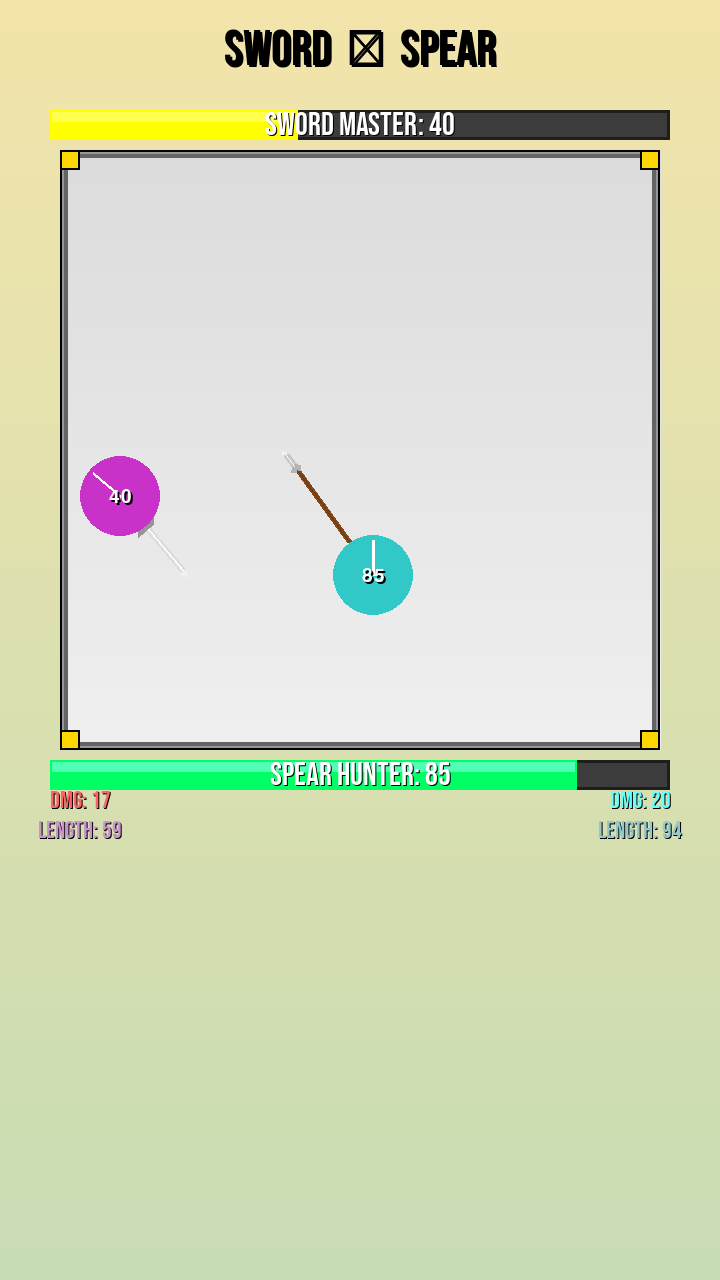 SWORD ☒ SPEAR
SWORD MASTER: 40
40
85
SPEAR HUNTER: 85
DMG: 17
DMG: 20
LENGTH: 59
LENGTH: 94